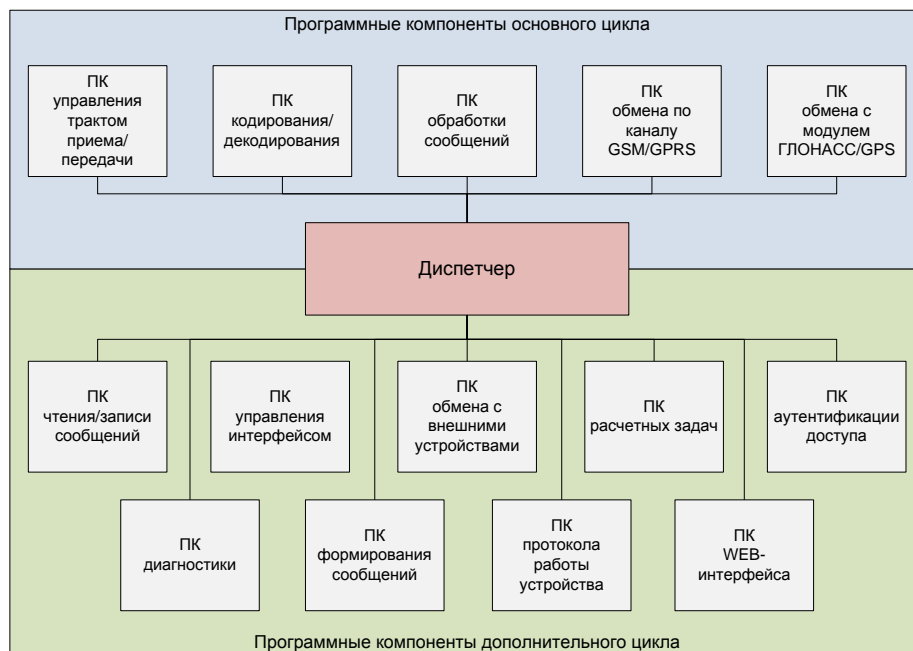 Программные компоненты основного цикла
ПК
управления
трактом
приема/
передачи
ПК
кодирования/
декодирования
ПК
обработки
сообщений
ПК
обмена по
каналу
GSM/GPRS
ПК
обмена с
модулем
ГЛОНАСС/GPS
Диспетчер
ПК
чтения/записи
сообщений
ПК
управления
интерфейсом
ПК
обмена с
внешними
устройствами
ПК
расчетных задач
ПК
аутентификации
доступа
ПК
диагностики
ПК
формирования
сообщений
ПК
протокола
работы
устройства
ПК
WEB-
интерфейса
Программные компоненты дополнительного цикла